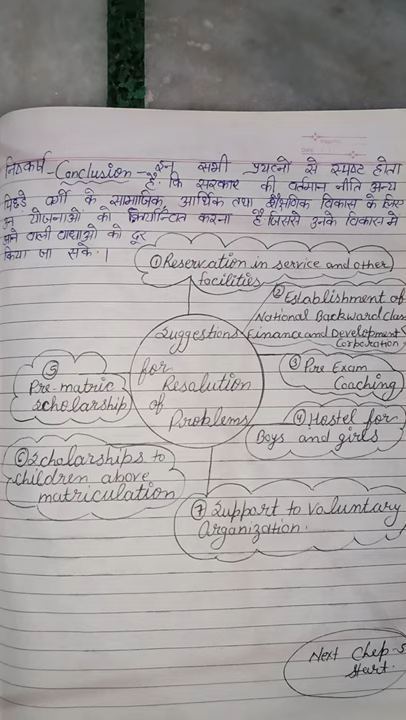 निष्कर्ष - Conclusion - इन सभी प्रयत्नों से स्पष्ट होता
है कि सरकार की वर्तमान नीति अन्य
पिछड़े वर्गों के सामाजिक, आर्थिक तथा शैक्षणिक विकास के लिए
इन योजनाओं को क्रियान्वित करना है जिससे उनके विकास में
आने वाली बाधाओं को दूर
किया जा सके।
① Reservation in service and other
facilities
② Establishment of
National Backward Class
Finance and Development
Corporation
③ Pre Exam
Coaching
④ Hostel for
Boys and girls
Suggestions
for
Resolution
of
Problems
⑤
Pre-matric
scholarship
⑥ Scholarships to
children above
matriculation
⑦ Support to Voluntary
Organization.
Next Chep-5
start.